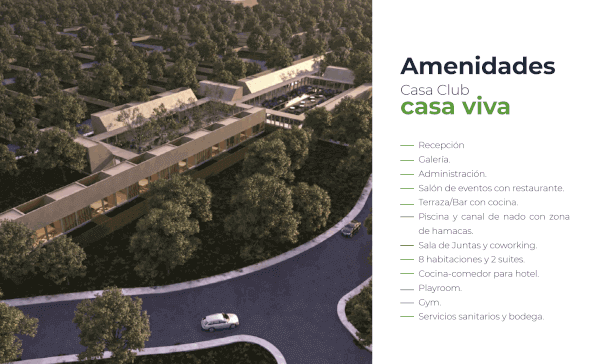 Amenidades
Casa Club
casa viva
Recepción
Galería.
Administración.
Salón de eventos con restaurante.
Terraza/Bar con cocina.
Piscina y canal de nado con zona
de hamacas.
Sala de Juntas y coworking.
8 habitaciones y 2 suites.
Cocina-comedor para hotel.
Playroom.
Gym.
Servicios sanitarios y bodega.